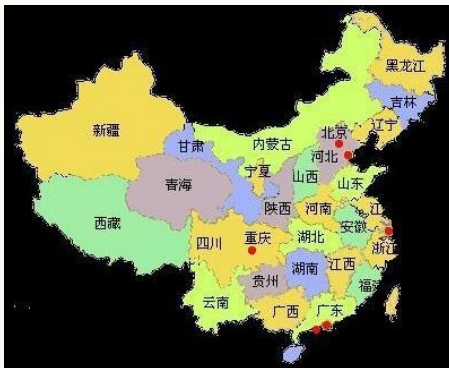 黑龙江
吉林
辽宁
新疆
内蒙古
北京
甘肃
河北
宁夏
山西
山东
青海
陕西
河南
江
西藏
安徽
四川
重庆
湖北
浙江
湖南
江西
贵州
福
云南
广西
广东